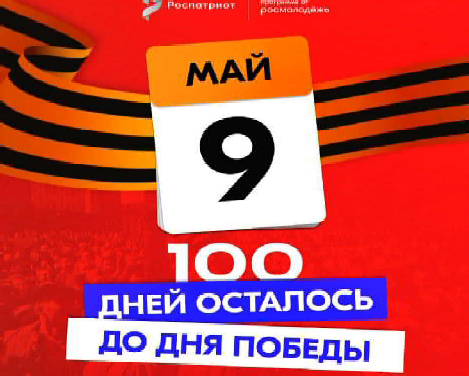 Роспатриот
программа от
росмолодёжь
МАЙ
9
100
ДНЕЙ ОСТАЛОСЬ
ДО ДНЯ ПОБЕДЫ